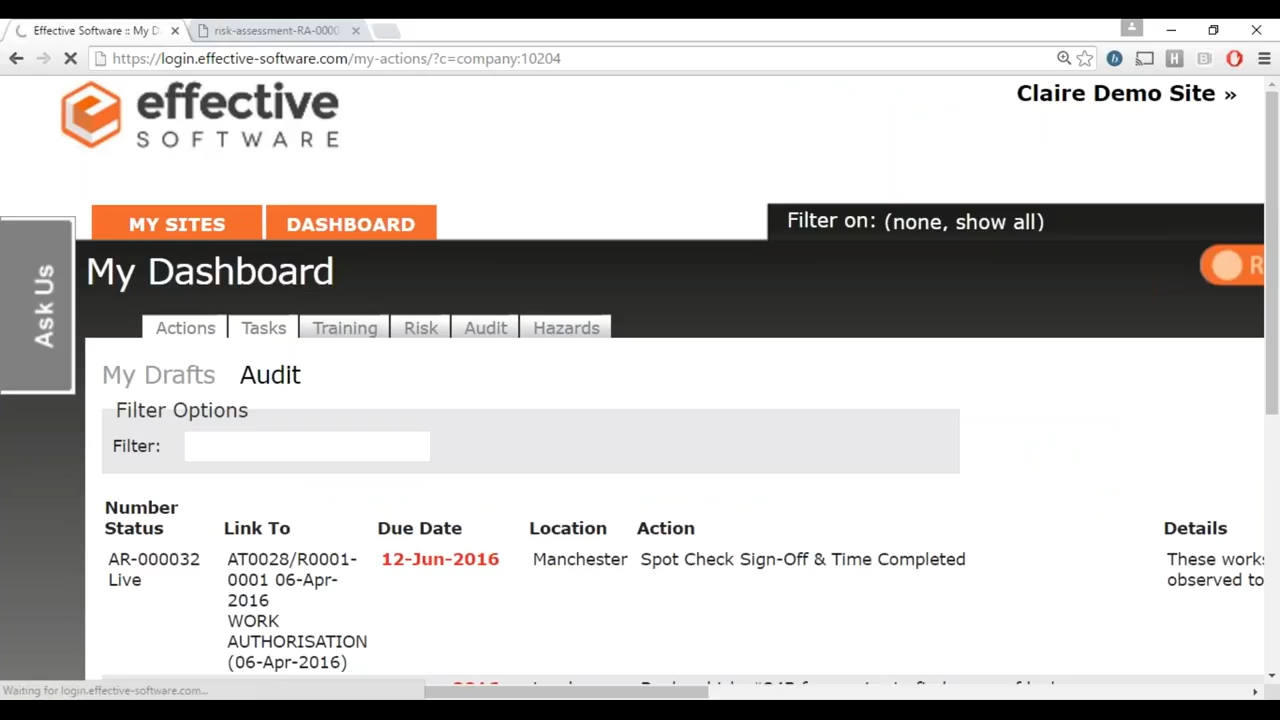 Effective Software :: My D
risk-assessment-RA-0000
https://login.effective-software.com/my-actions/?c=company:10204
effective
SOFTWARE
Claire Demo Site »
MY SITES
DASHBOARD
Filter on: (none, show all)
My Dashboard
R
Ask Us
Actions
Tasks
Training
Risk
Audit
Hazards
My Drafts
Audit
Filter Options
Filter:
Number
Status
Link To
Due Date
Location
Action
Details
AR-000032
Live
AT0028/R0001-
0001 06-Apr-
2016
WORK
AUTHORISATION
(06-Apr-2016)
12-Jun-2016
Manchester
Spot Check Sign-Off & Time Completed
These works
observed to
Waiting for login.effective-software.com...